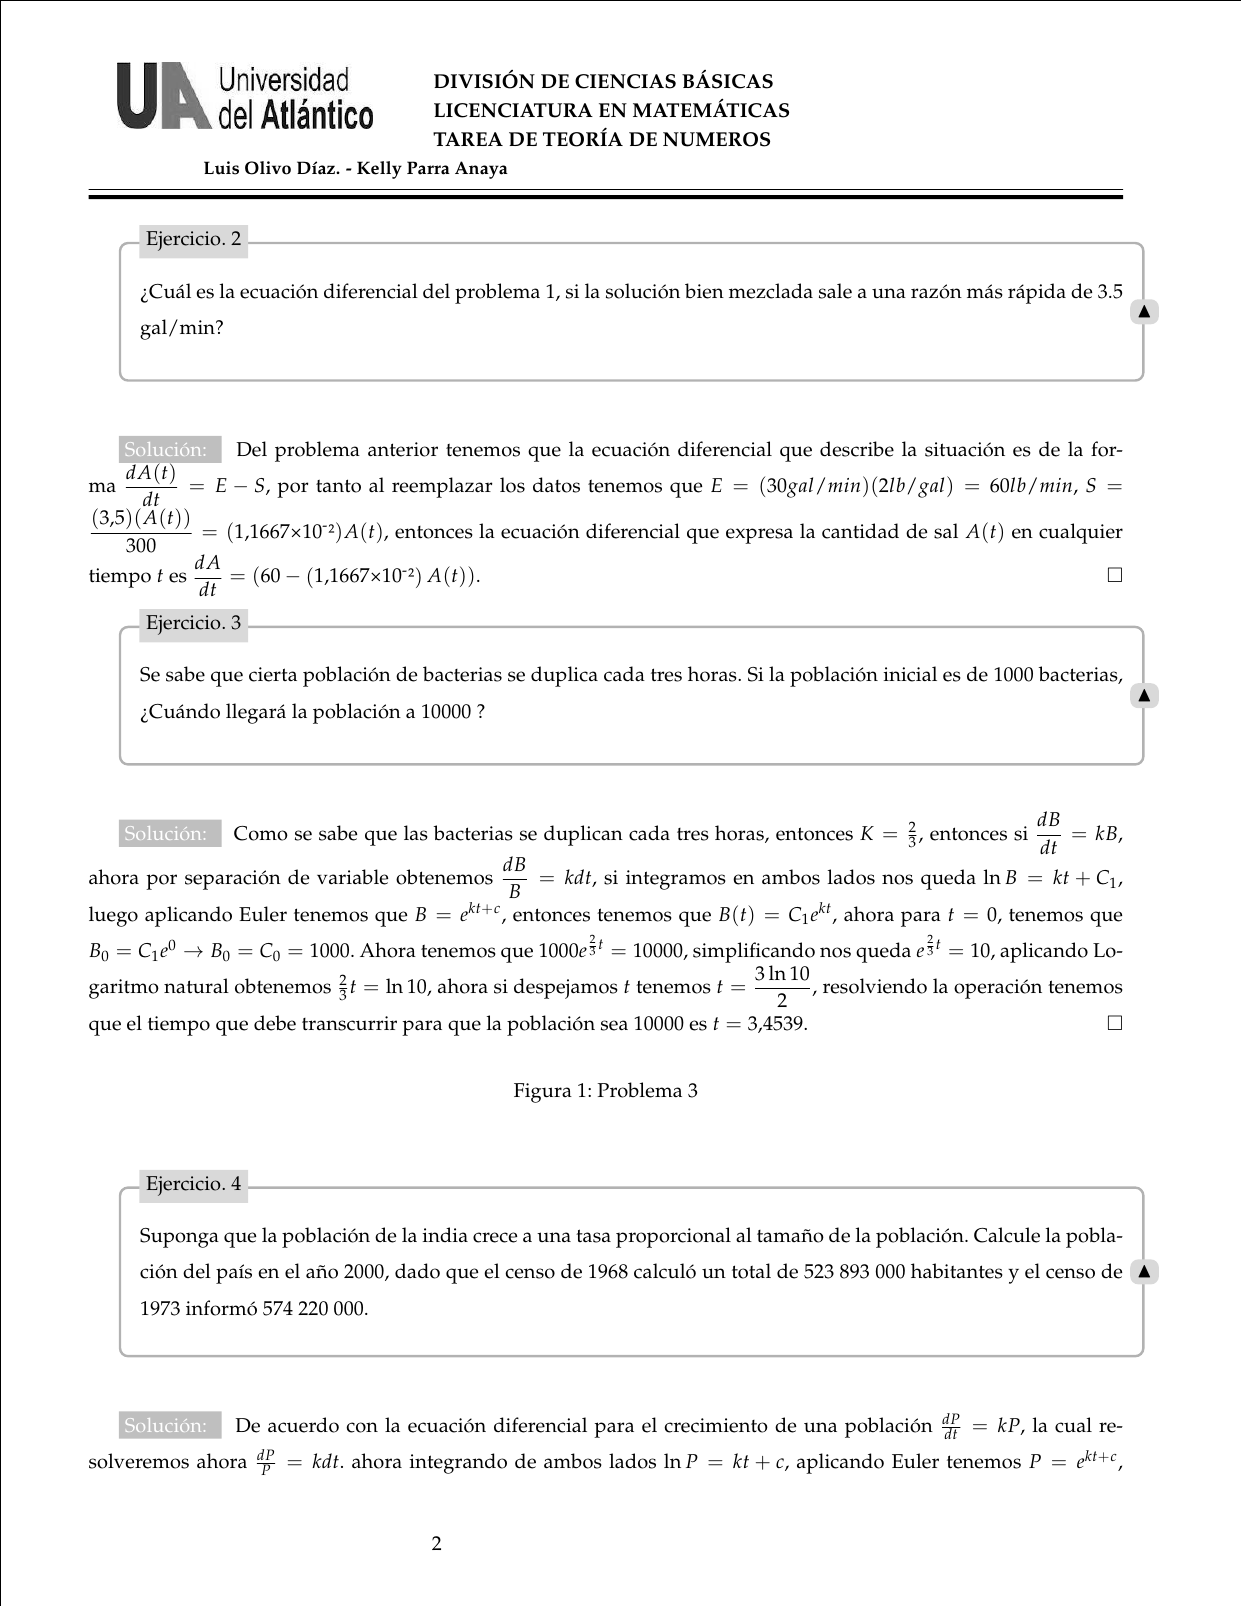 UA Universidad
del Atlántico
DIVISIÓN DE CIENCIAS BÁSICAS
LICENCIATURA EN MATEMÁTICAS
TAREA DE TEORÍA DE NUMEROS
Luis Olivo Díaz. - Kelly Parra Anaya
Ejercicio. 2
¿Cuál es la ecuación diferencial del problema 1, si la solución bien mezclada sale a una razón más rápida de 3.5
gal/min?
Solución: Del problema anterior tenemos que la ecuación diferencial que describe la situación es de la for-
ma $\frac{dA(t)}{dt} = E - S$, por tanto al reemplazar los datos tenemos que $E = (30gal/min)(2lb/gal) = 60lb/min$, $S =$
$\frac{(3,5)(A(t))}{300} = (1,1667×10^{-2})A(t)$, entonces la ecuación diferencial que expresa la cantidad de sal $A(t)$ en cualquier
tiempo $t$ es $\frac{dA}{dt} = (60 - (1,1667×10^{-2}) A(t))$. □
Ejercicio. 3
Se sabe que cierta población de bacterias se duplica cada tres horas. Si la población inicial es de 1000 bacterias,
¿Cuándo llegará la población a 10000 ?
Solución: Como se sabe que las bacterias se duplican cada tres horas, entonces $K = \frac{2}{3}$, entonces si $\frac{dB}{dt} = kB$,
ahora por separación de variable obtenemos $\frac{dB}{B} = kdt$, si integramos en ambos lados nos queda $\ln B = kt + C_1$,
luego aplicando Euler tenemos que $B = e^{kt+c}$, entonces tenemos que $B(t) = C_1e^{kt}$, ahora para $t = 0$, tenemos que
$B_0 = C_1e^0 \to B_0 = C_0 = 1000$. Ahora tenemos que $1000e^{\frac{2}{3}t} = 10000$, simplificando nos queda $e^{\frac{2}{3}t} = 10$, aplicando Lo-
garitmo natural obtenemos $\frac{2}{3}t = \ln 10$, ahora si despejamos $t$ tenemos $t = \frac{3 \ln 10}{2}$, resolviendo la operación tenemos
que el tiempo que debe transcurrir para que la población sea 10000 es $t = 3,4539$. □
Figura 1: Problema 3
Ejercicio. 4
Suponga que la población de la india crece a una tasa proporcional al tamaño de la población. Calcule la pobla-
ción del país en el año 2000, dado que el censo de 1968 calculó un total de 523 893 000 habitantes y el censo de
1973 informó 574 220 000.
Solución: De acuerdo con la ecuación diferencial para el crecimiento de una población $\frac{dP}{dt} = kP$, la cual re-
solveremos ahora $\frac{dP}{P} = kdt$. ahora integrando de ambos lados $\ln P = kt + c$, aplicando Euler tenemos $P = e^{kt+c}$,
2